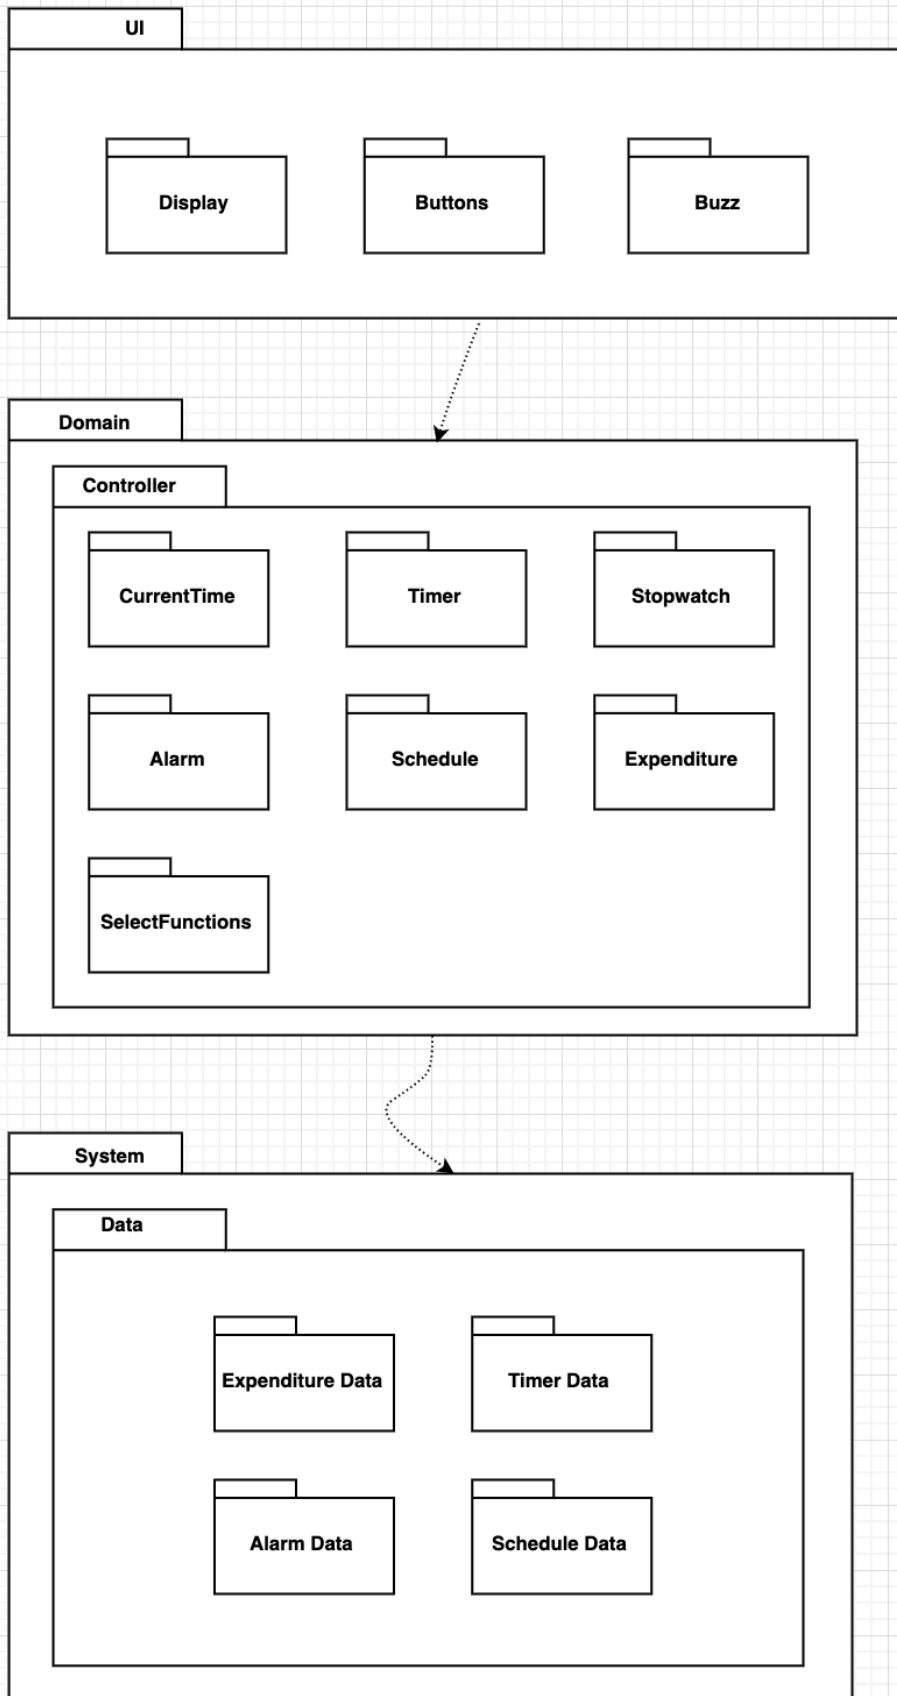 UI
Display
Buttons
Buzz
Domain
Controller
CurrentTime
Timer
Stopwatch
Alarm
Schedule
Expenditure
SelectFunctions
System
Data
Expenditure Data
Timer Data
Alarm Data
Schedule Data